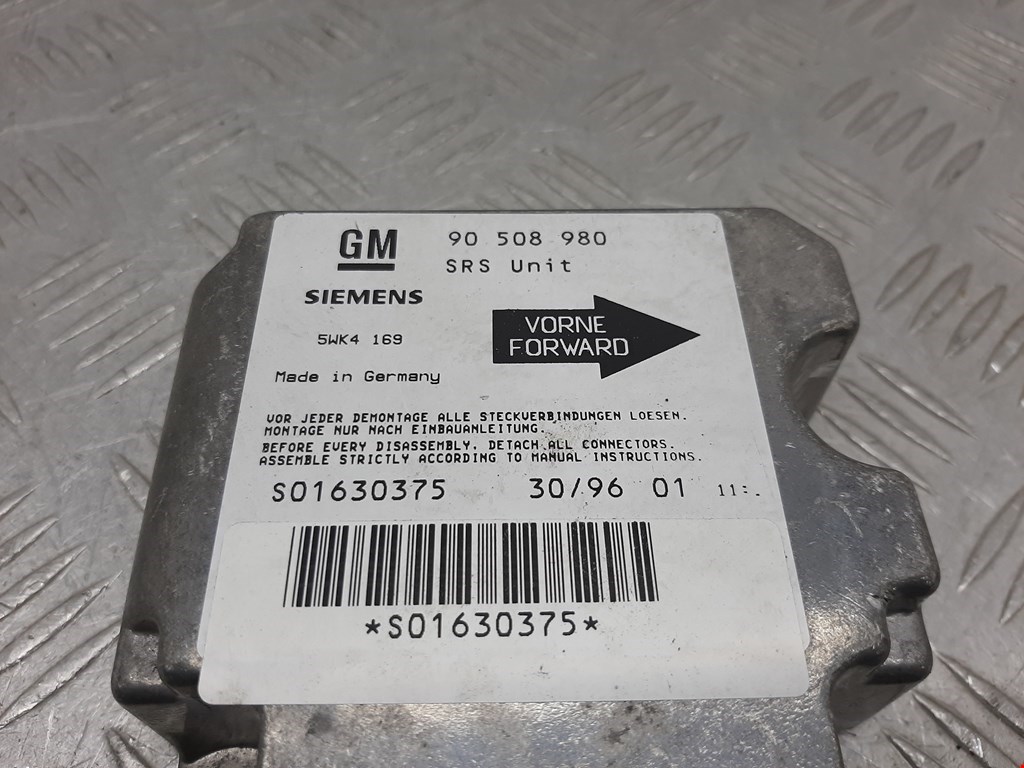 GM 90 508 980
SRS Unit
SIEMENS
VORNE
FORWARD
5WK4 169
Made in Germany
VOR JEDER DEMONTAGE ALLE STECKVERBINDUNGEN LOESEN.
MONTAGE NUR NACH EINBAUANLEITUNG.
BEFORE EVERY DISASSEMBLY, DETACH ALL CONNECTORS.
ASSEMBLE STRICTLY ACCORDING TO MANUAL INSTRUCTIONS.
S01630375 30/96 01
*S01630375*